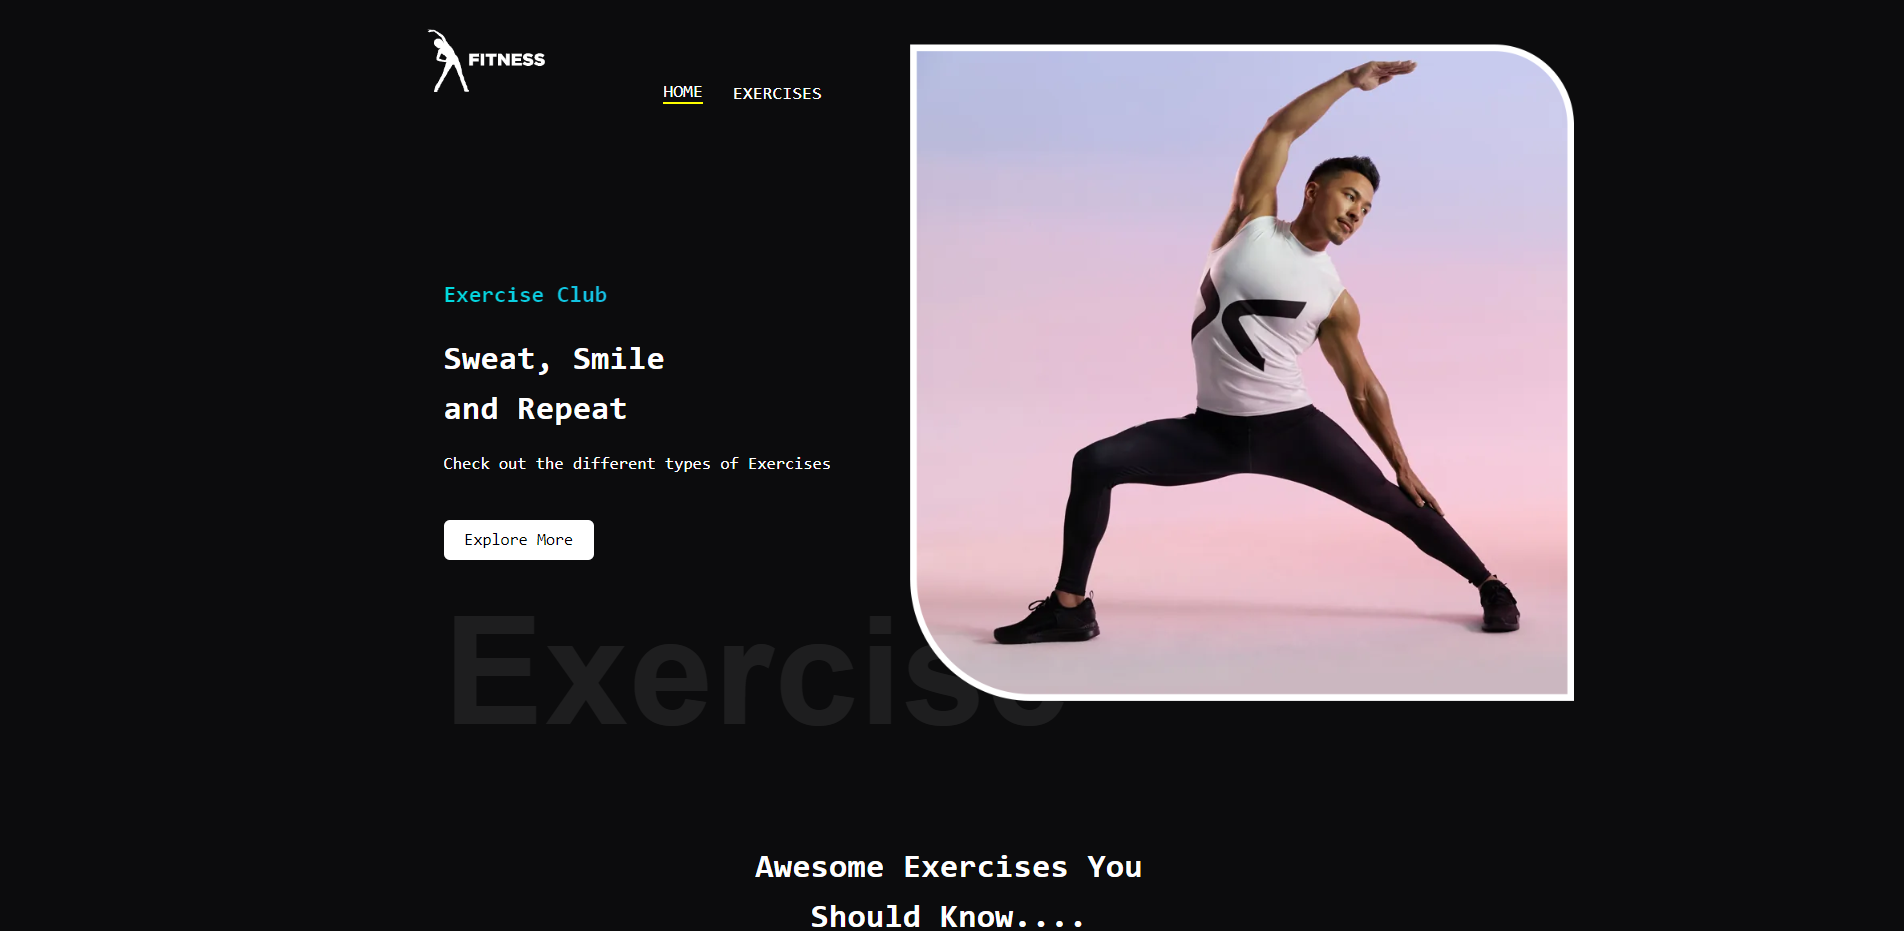 FITNESS
HOME EXERCISES
Exercise Club
Sweat, Smile
and Repeat
Check out the different types of Exercises
Explore More
Exercise
Awesome Exercises You
Should Know....